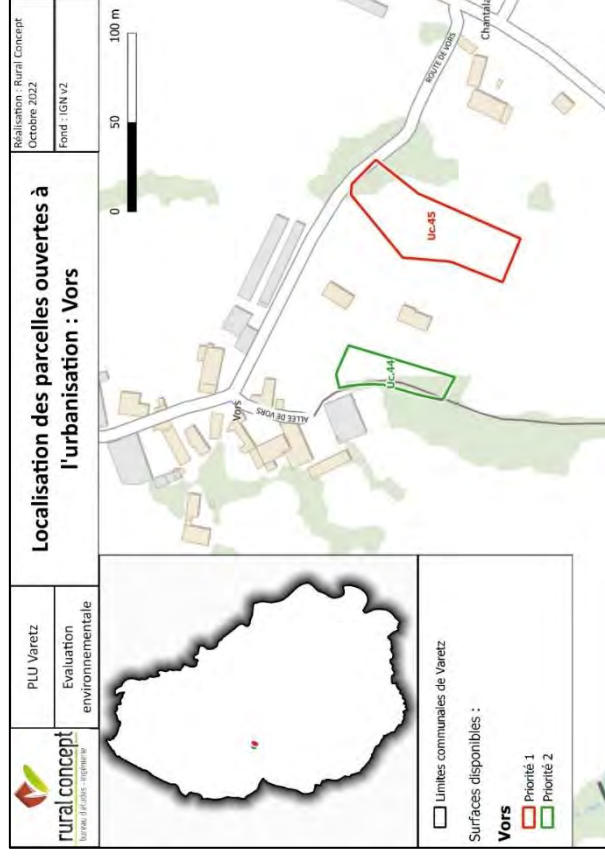 rural concept
bureau d'études - ingénierie
PLU Varetz
Evaluation
environnementale
Localisation des parcelles ouvertes à
l'urbanisation : Vors
Réalisation : Rural Concept
Octobre 2022
Fond : IGN v2
0 50 100 m
Limites communales de Varetz
Surfaces disponibles :
Vors
Priorité 1
Priorité 2
Vors
ALLEE DE VORS
Uc.44
Uc.45
ROUTE DE VORS
Chantala